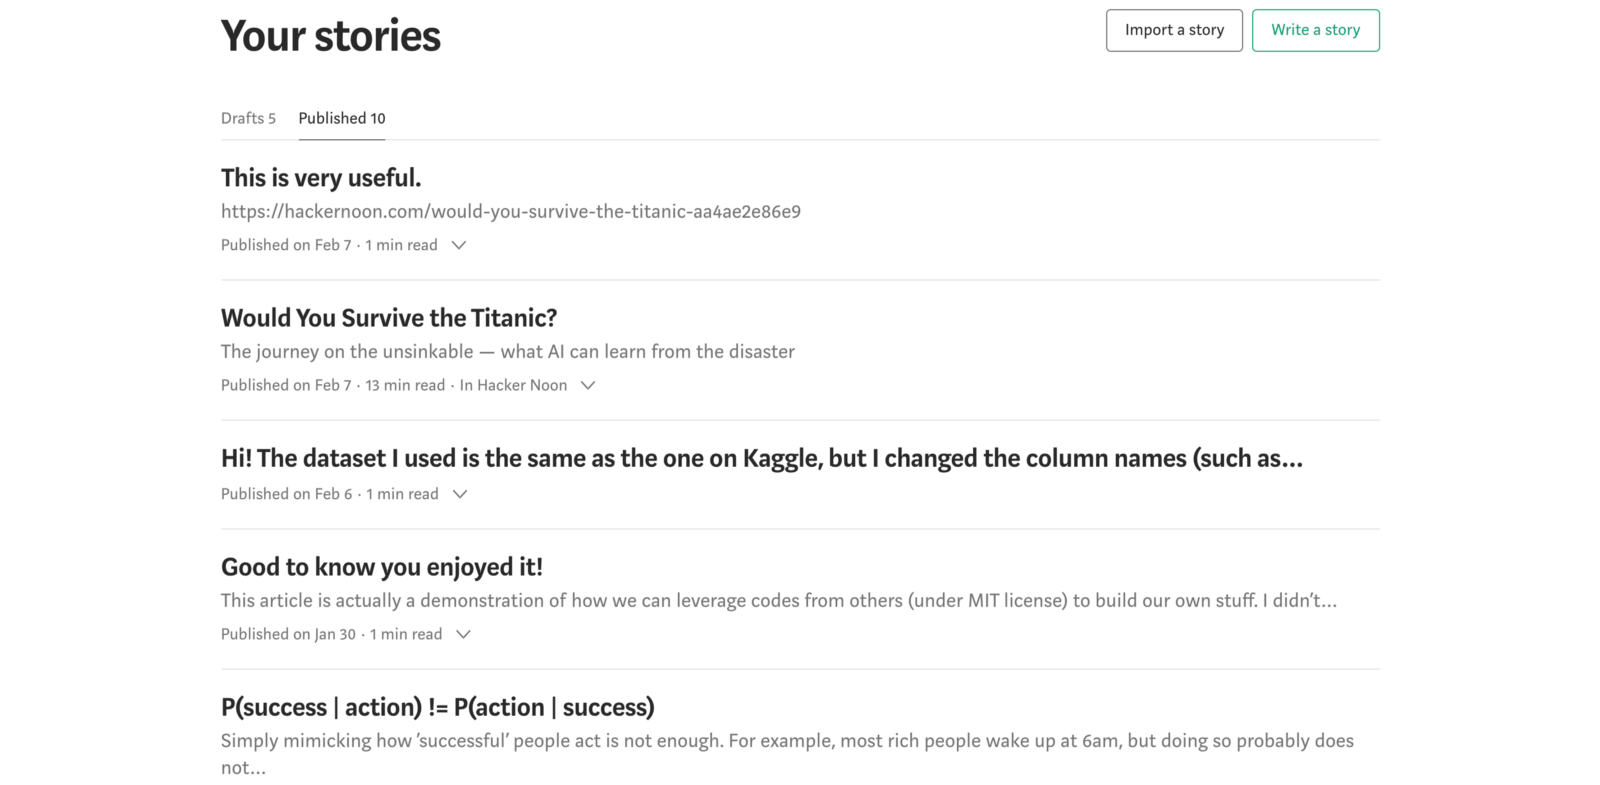 Your stories
Import a story
Write a story
Drafts 5
Published 10
This is very useful.
https://hackernoon.com/would-you-survive-the-titanic-aa4ae2e86e9
Published on Feb 7 · 1 min read
Would You Survive the Titanic?
The journey on the unsinkable — what AI can learn from the disaster
Published on Feb 7 · 13 min read · In Hacker Noon
Hi! The dataset I used is the same as the one on Kaggle, but I changed the column names (such as…
Published on Feb 6 · 1 min read
Good to know you enjoyed it!
This article is actually a demonstration of how we can leverage codes from others (under MIT license) to build our own stuff. I didn’t…
Published on Jan 30 · 1 min read
P(success | action) != P(action | success)
Simply mimicking how ‘successful’ people act is not enough. For example, most rich people wake up at 6am, but doing so probably does
not…